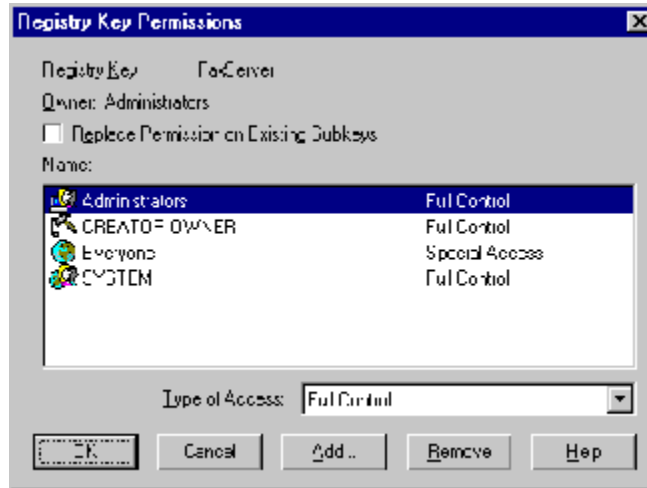 Registry Key Permissions
Registry Key: FaxServer
Owner: Administrators
Replace Permission on Existing Subkeys
Name:
Administrators Full Control
CREATOR OWNER Full Control
Everyone Special Access
SYSTEM Full Control
Type of Access: Full Control
OK Cancel Add... Remove Help